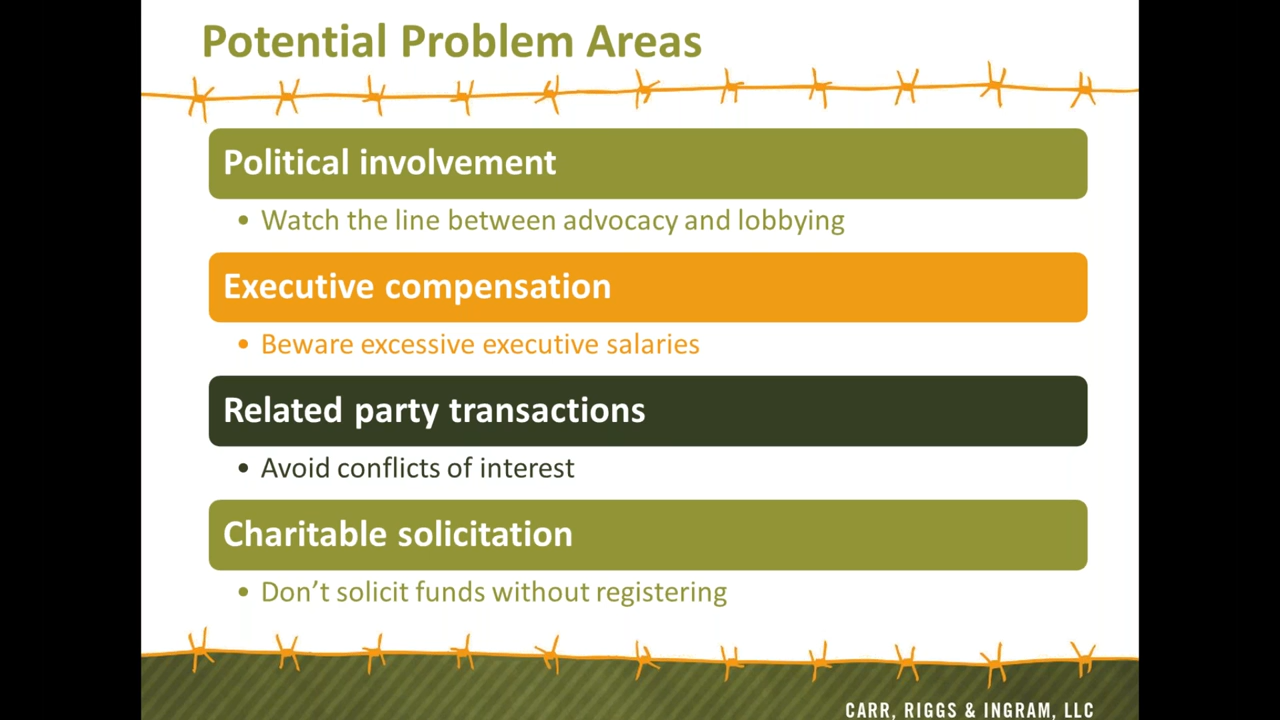 Potential Problem Areas
Political involvement
• Watch the line between advocacy and lobbying
Executive compensation
• Beware excessive executive salaries
Related party transactions
• Avoid conflicts of interest
Charitable solicitation
• Don’t solicit funds without registering
CARR, RIGGS & INGRAM, LLC